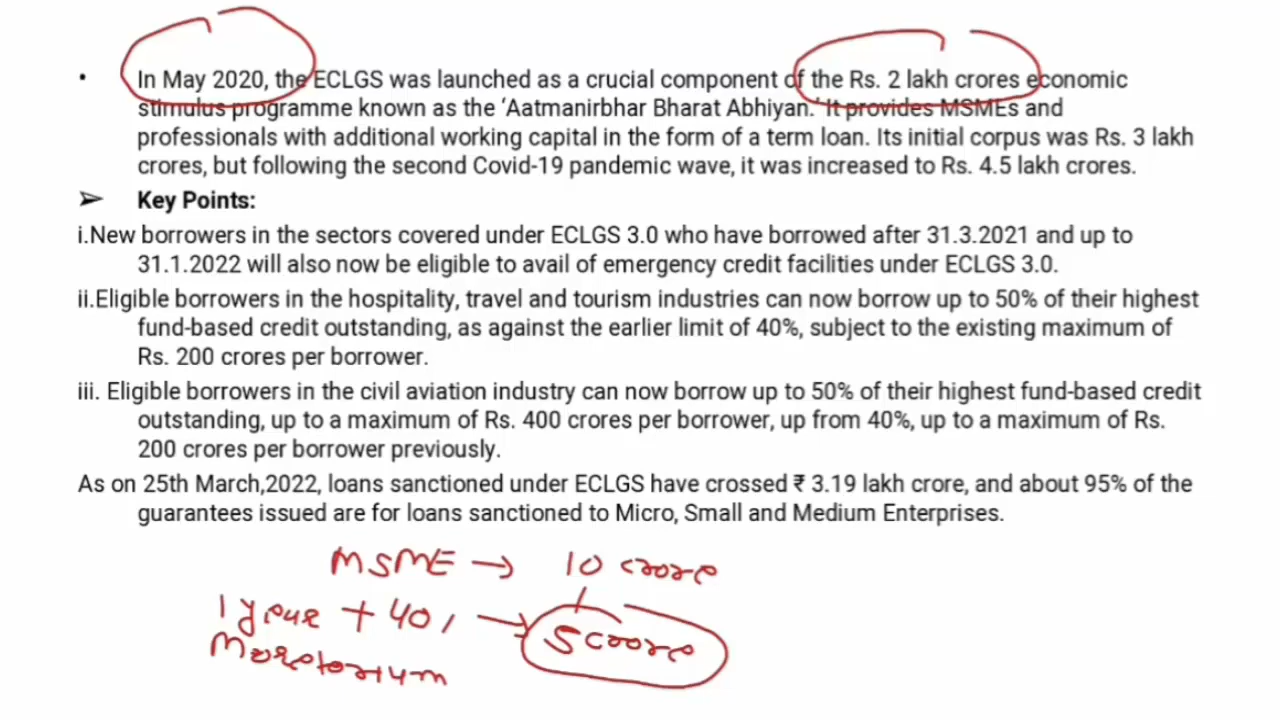 • In May 2020, the ECLGS was launched as a crucial component of the Rs. 2 lakh crores economic
stimulus programme known as the ‘Aatmanirbhar Bharat Abhiyan.’ It provides MSMEs and
professionals with additional working capital in the form of a term loan. Its initial corpus was Rs. 3 lakh
crores, but following the second Covid-19 pandemic wave, it was increased to Rs. 4.5 lakh crores.
➢ Key Points:
i.New borrowers in the sectors covered under ECLGS 3.0 who have borrowed after 31.3.2021 and up to
31.1.2022 will also now be eligible to avail of emergency credit facilities under ECLGS 3.0.
ii.Eligible borrowers in the hospitality, travel and tourism industries can now borrow up to 50% of their highest
fund-based credit outstanding, as against the earlier limit of 40%, subject to the existing maximum of
Rs. 200 crores per borrower.
iii. Eligible borrowers in the civil aviation industry can now borrow up to 50% of their highest fund-based credit
outstanding, up to a maximum of Rs. 400 crores per borrower, up from 40%, up to a maximum of Rs.
200 crores per borrower previously.
As on 25th March,2022, loans sanctioned under ECLGS have crossed ₹ 3.19 lakh crore, and about 95% of the
guarantees issued are for loans sanctioned to Micro, Small and Medium Enterprises.
MSME → 10 crore
1 year + 40% → 5 crore
Moretorium